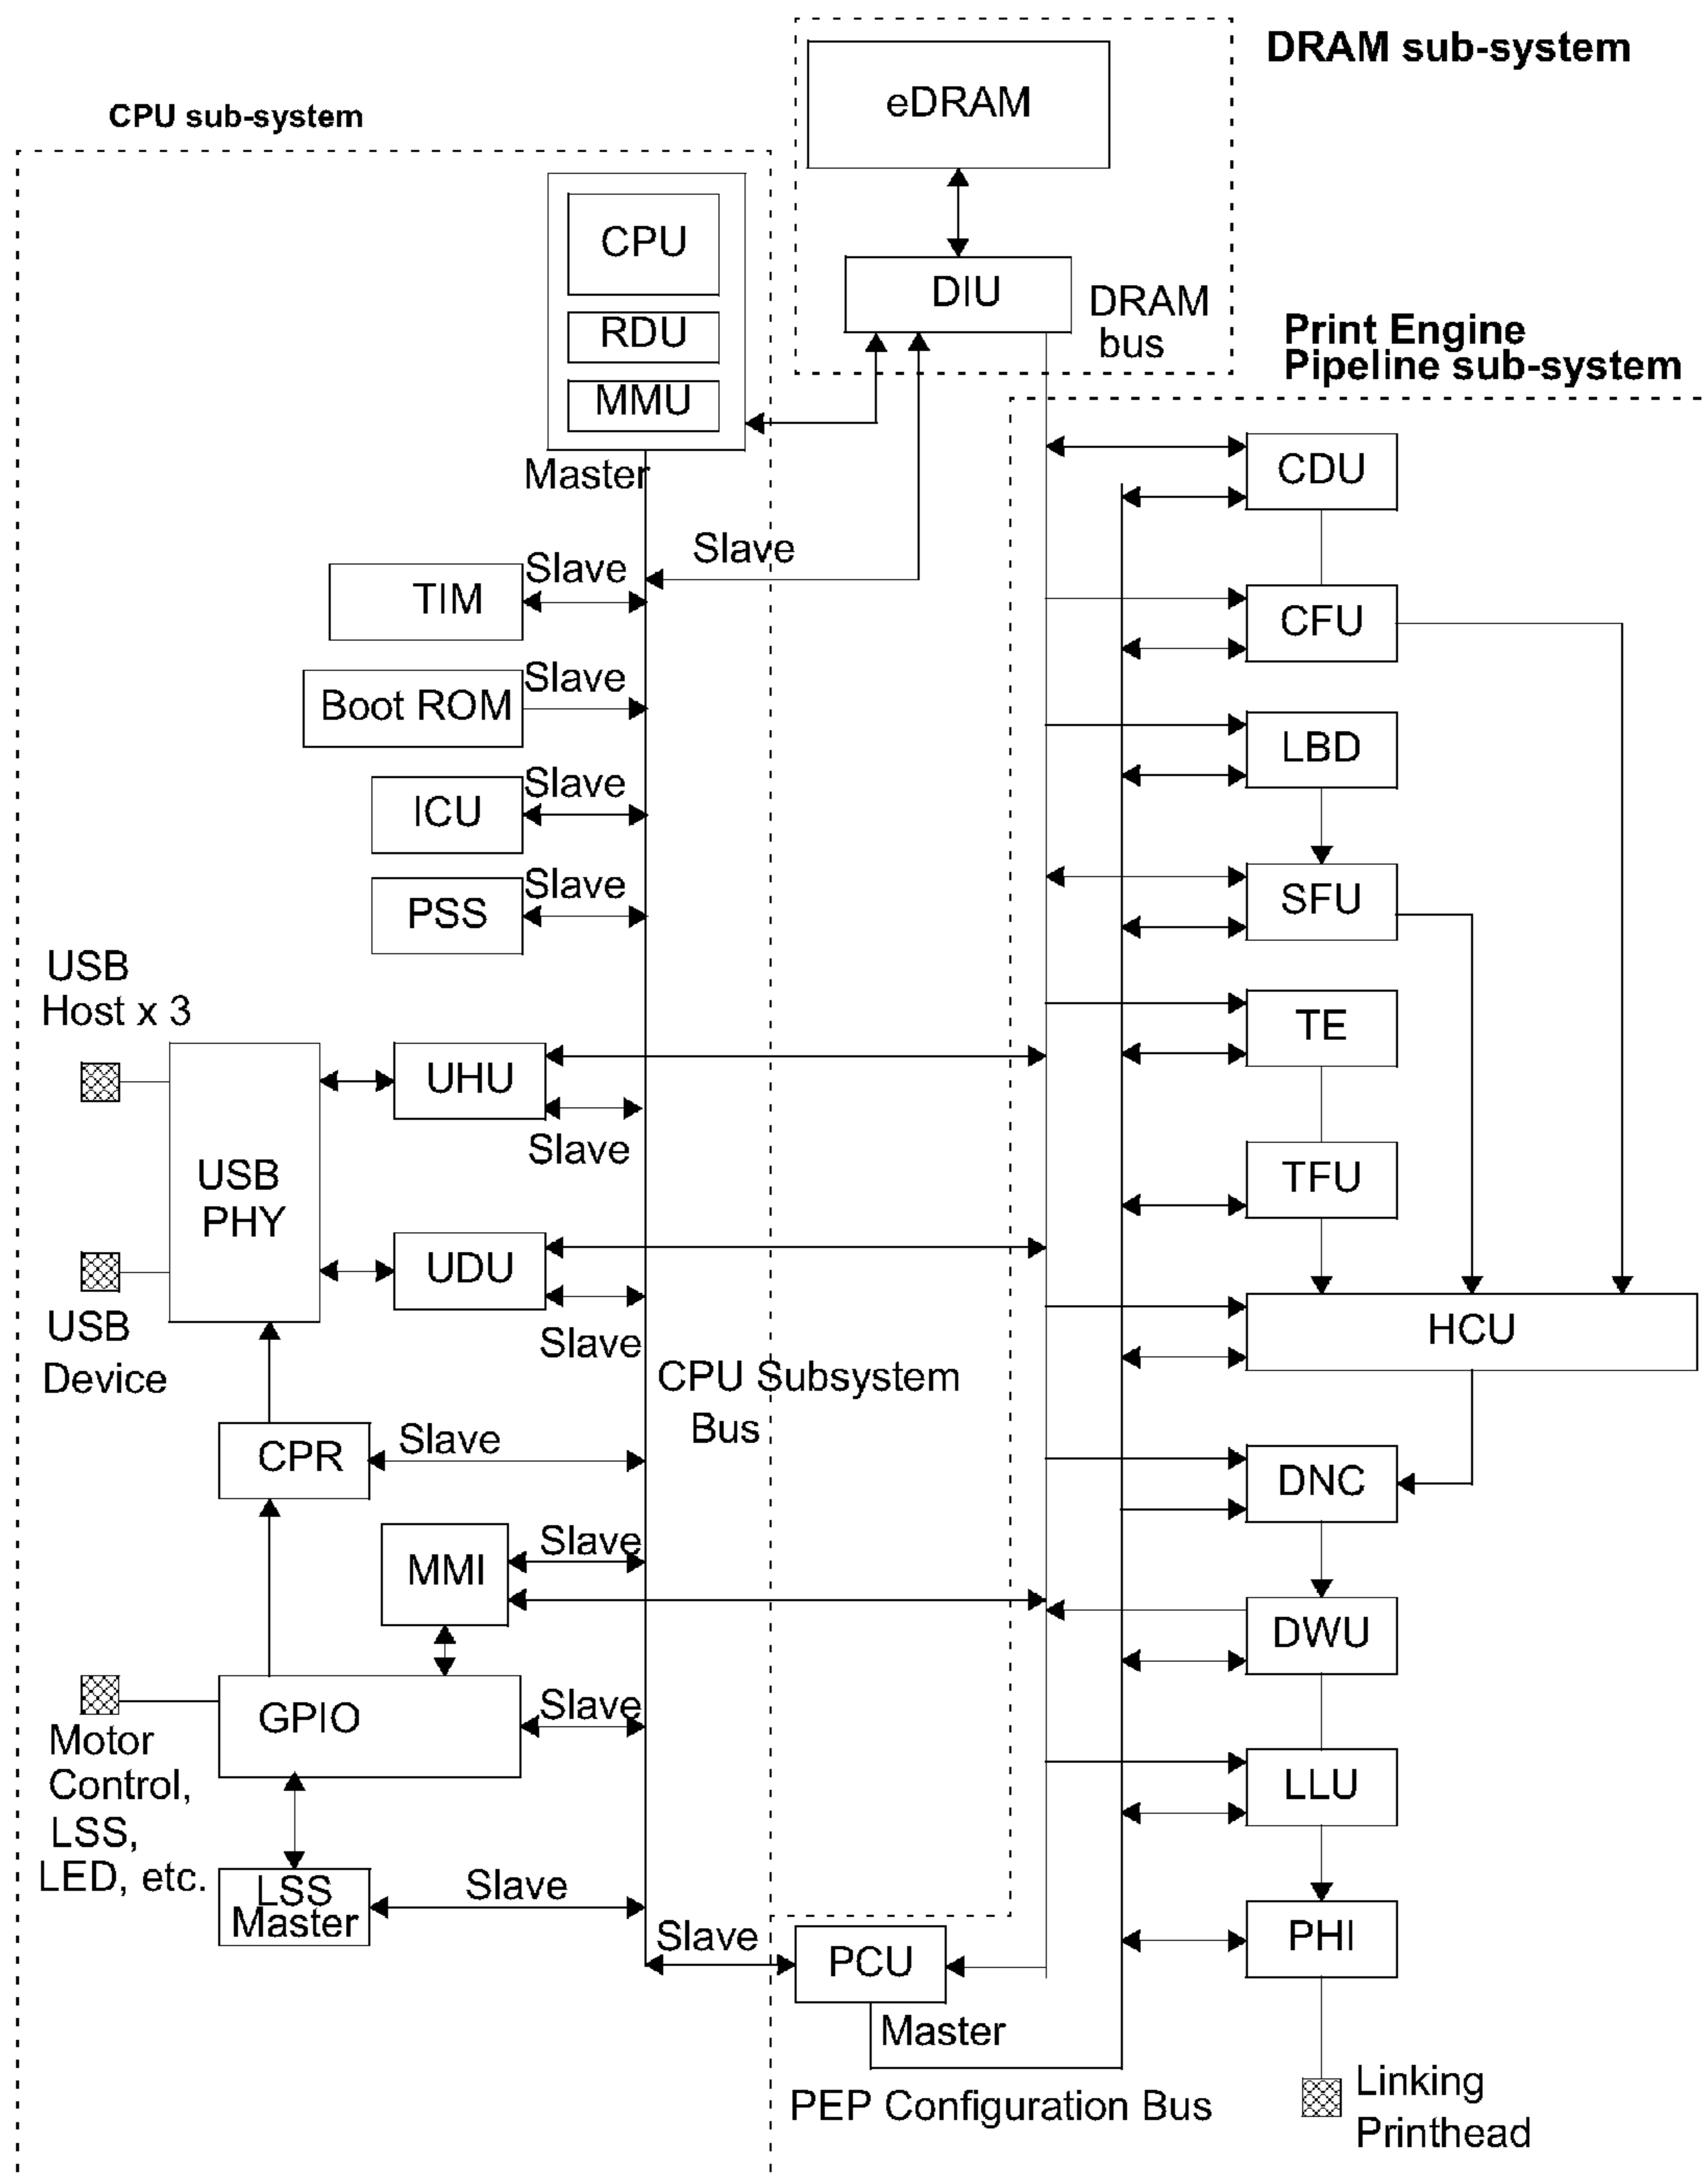 DRAM sub-system
eDRAM
CPU sub-system
CPU
DIU
DRAM
bus
RDU
Print Engine
Pipeline sub-system
MMU
Master
CDU
Slave
Slave
TIM
CFU
Slave
Boot ROM
LBD
Slave
ICU
Slave
PSS
SFU
USB
Host x 3
TE
UHU
Slave
USB
PHY
TFU
UDU
USB
Device
Slave
HCU
CPU Subsystem
Bus
Slave
CPR
DNC
Slave
MMI
DWU
Slave
GPIO
Motor
Control,
LSS,
LED, etc.
LLU
LSS
Master
Slave
Slave
PCU
PHI
Master
PEP Configuration Bus
Linking
Printhead